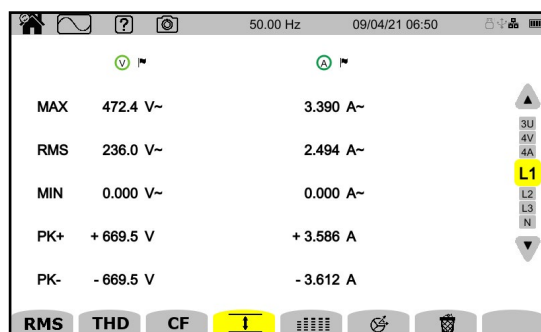 ? 50.00 Hz 09/04/21 06:50
V A
MAX 472.4 V~ 3.390 A~
3U
4V
RMS 236.0 V~ 2.494 A~
4A
L1
MIN 0.000 V~ 0.000 A~
L2
L3
N
PK+ + 669.5 V + 3.586 A
PK- - 669.5 V - 3.612 A
RMS THD CF